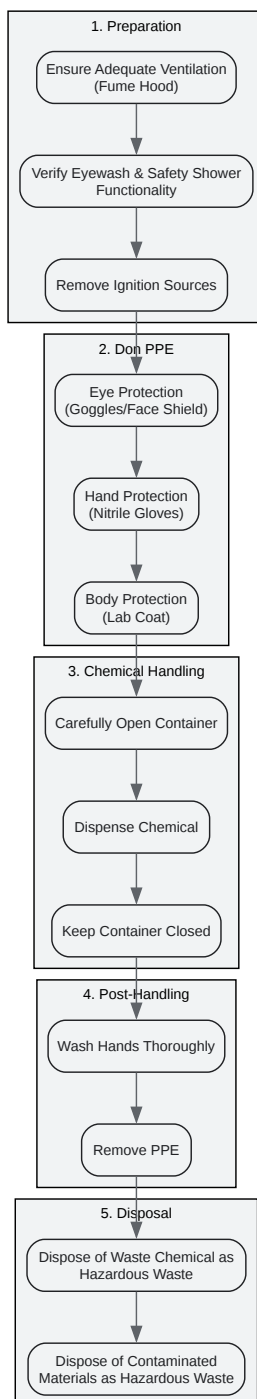 1. Preparation
Ensure Adequate Ventilation
(Fume Hood)
Verify Eyewash & Safety Shower
Functionality
Remove Ignition Sources
2. Don PPE
Eye Protection
(Goggles/Face Shield)
Hand Protection
(Nitrile Gloves)
Body Protection
(Lab Coat)
3. Chemical Handling
Carefully Open Container
Dispense Chemical
Keep Container Closed
4. Post-Handling
Wash Hands Thoroughly
Remove PPE
5. Disposal
Dispose of Waste Chemical as
Hazardous Waste
Dispose of Contaminated
Materials as Hazardous Waste